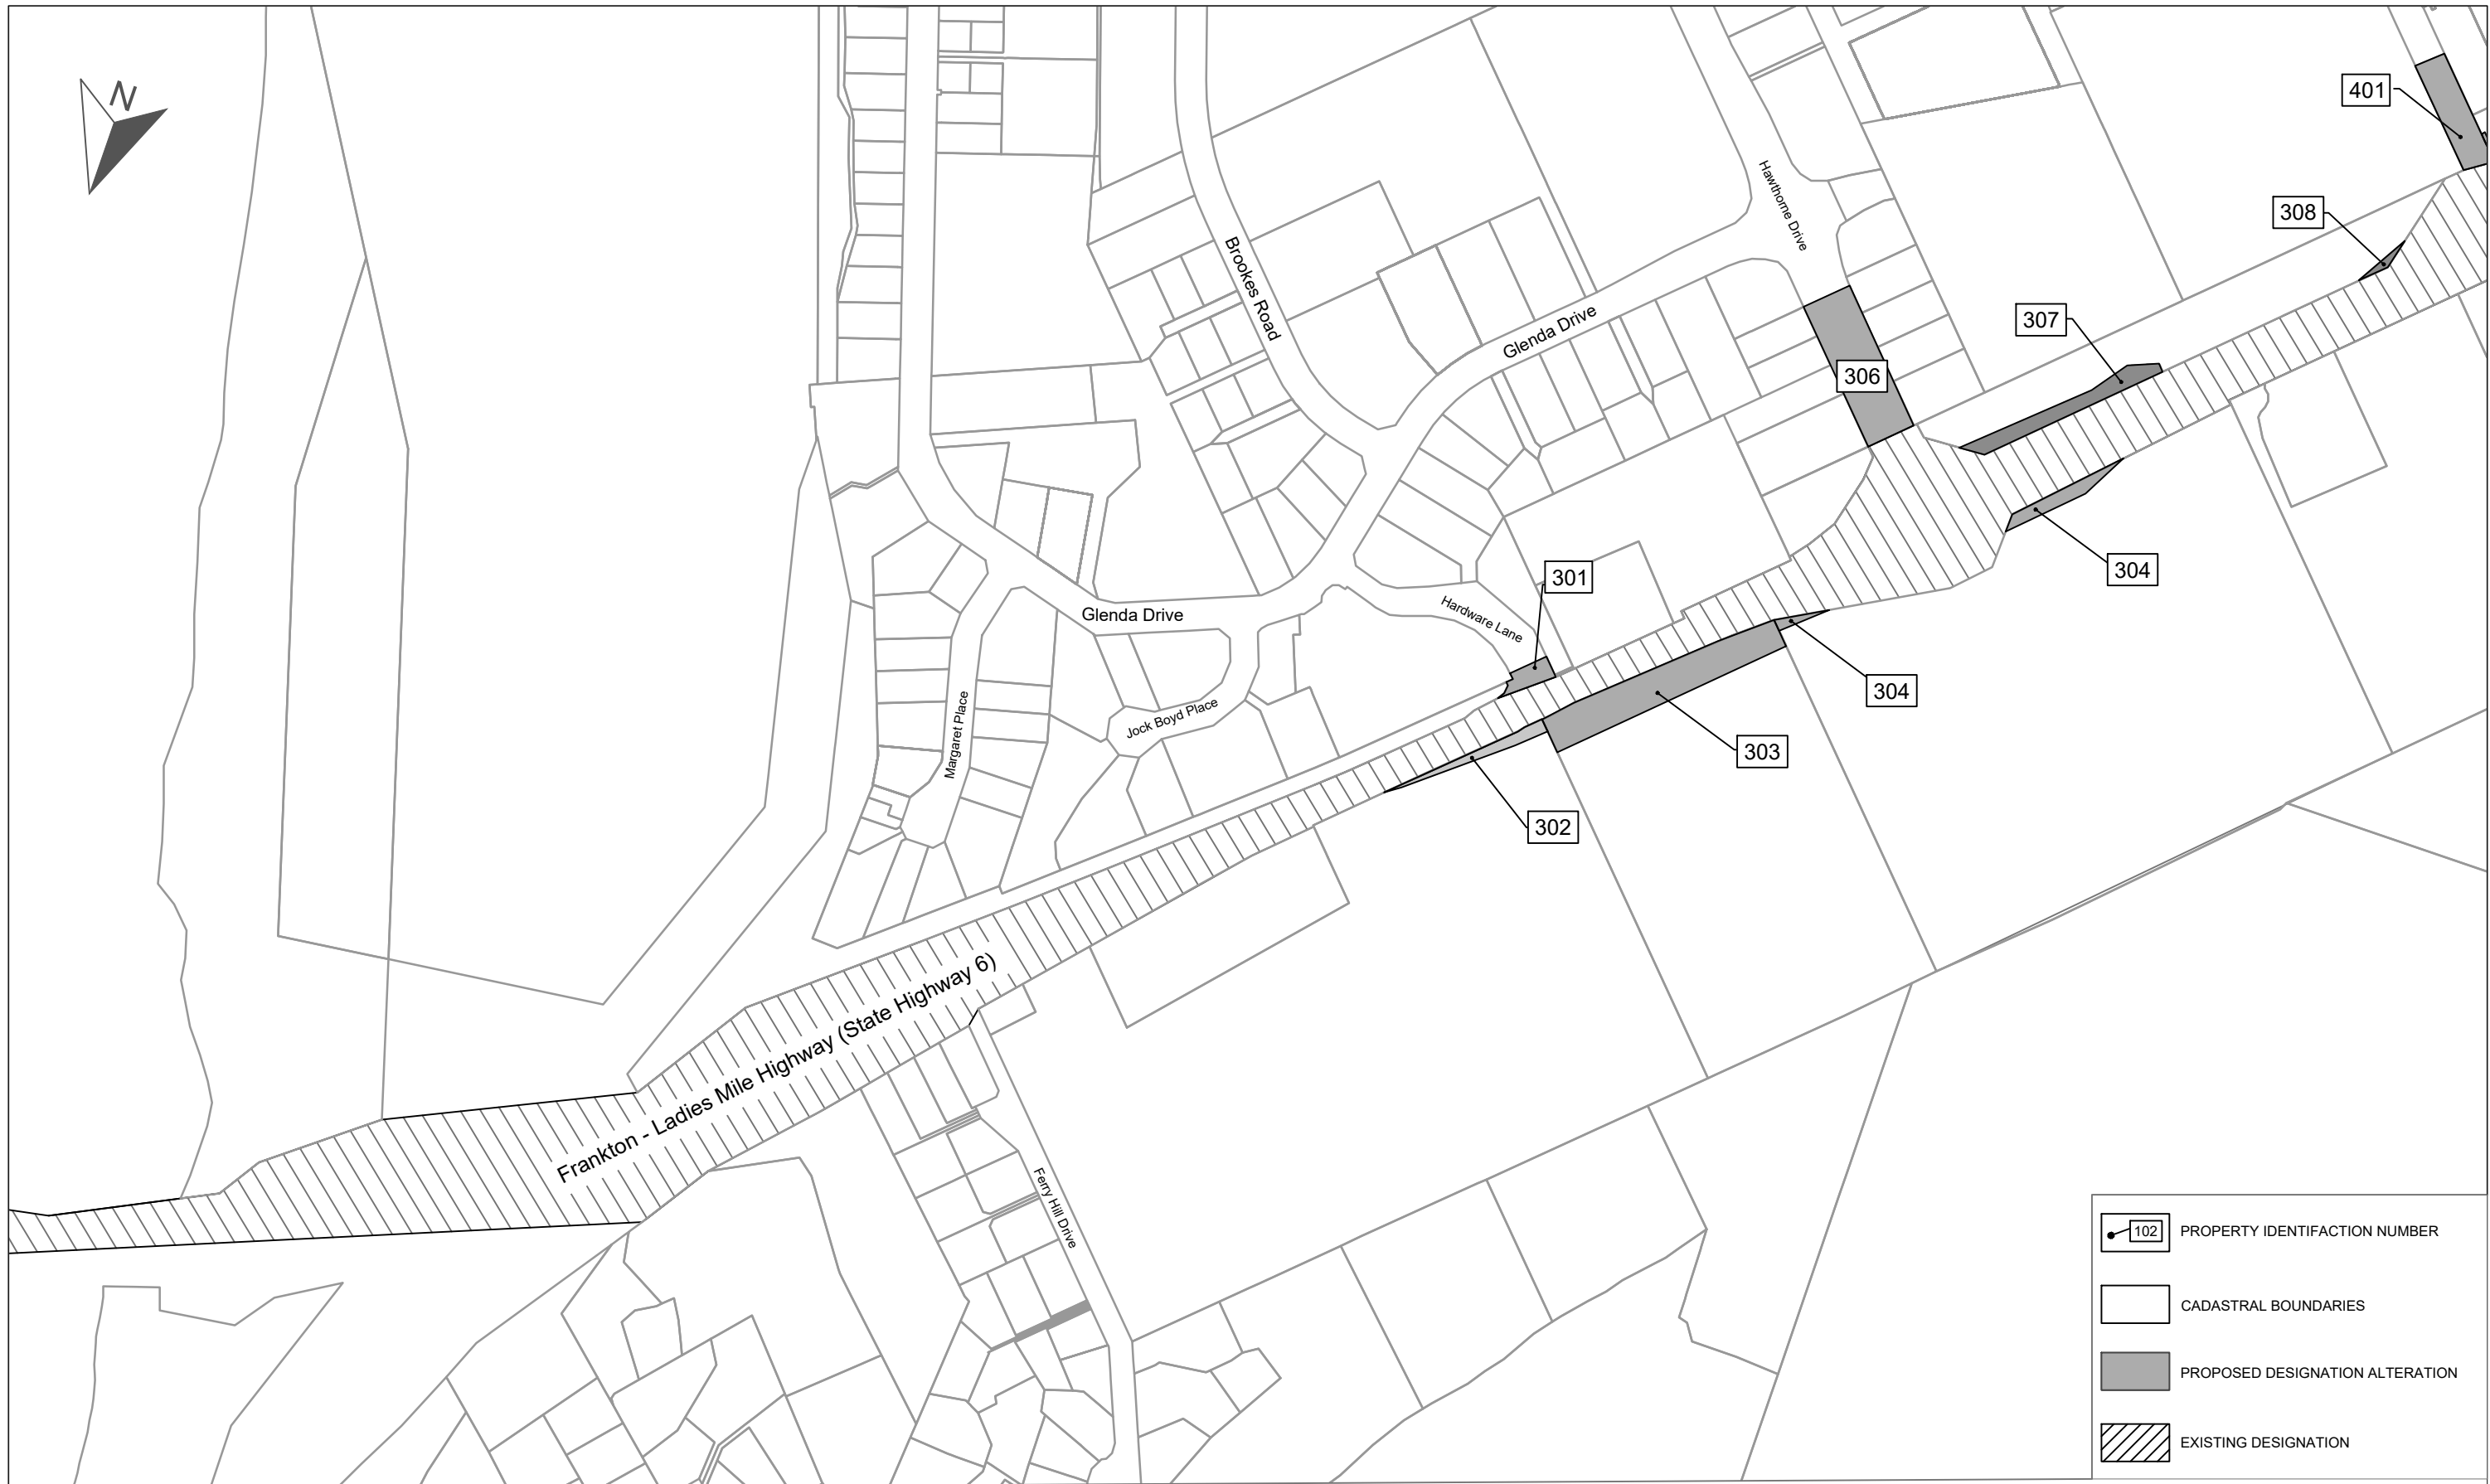 N
401
308
Hawthorne Drive
Brookes Road
307
Glenda Drive
306
304
301
Hardware Lane
Glenda Drive
304
Margaret Place
Jock Boyd Place
303
302
Frankton - Ladies Mile Highway (State Highway 6)
Ferry Hill Drive
102 PROPERTY IDENTIFACTION NUMBER
CADASTRAL BOUNDARIES
PROPOSED DESIGNATION ALTERATION
EXISTING DESIGNATION